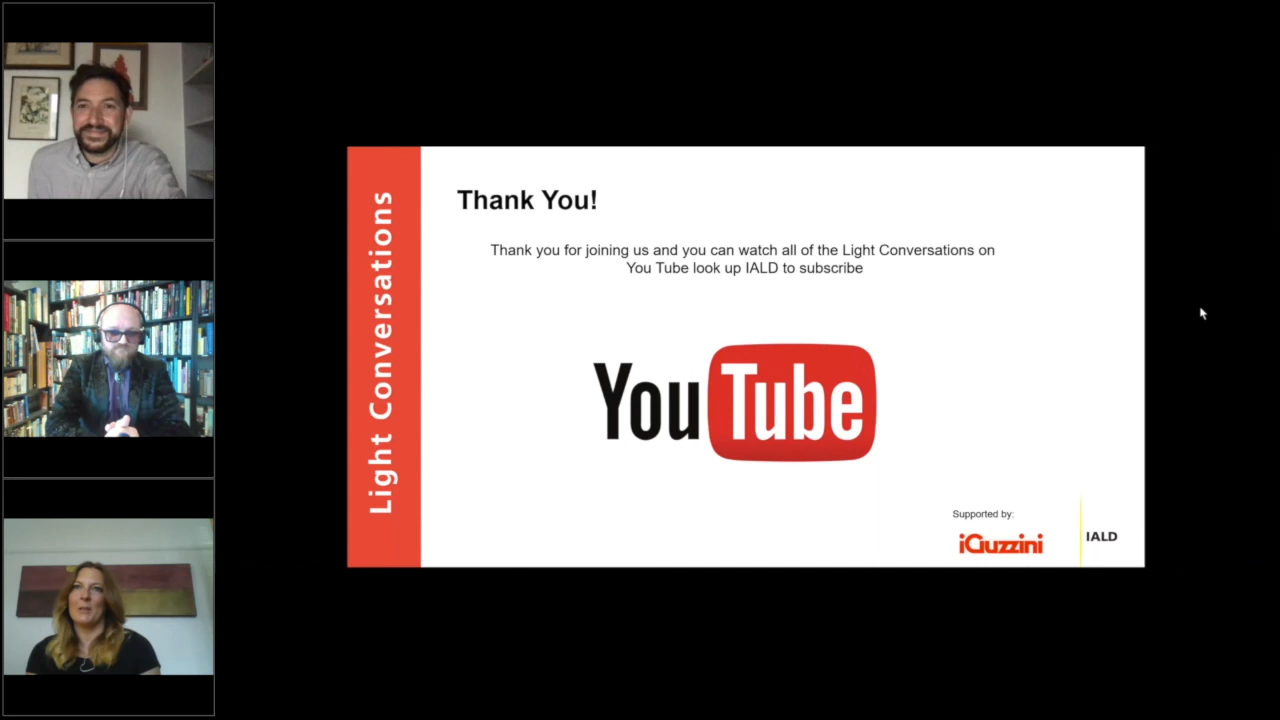 Light Conversations
Thank You!
Thank you for joining us and you can watch all of the Light Conversations on
You Tube look up IALD to subscribe
YouTube
Supported by:
iGuzzini
IALD